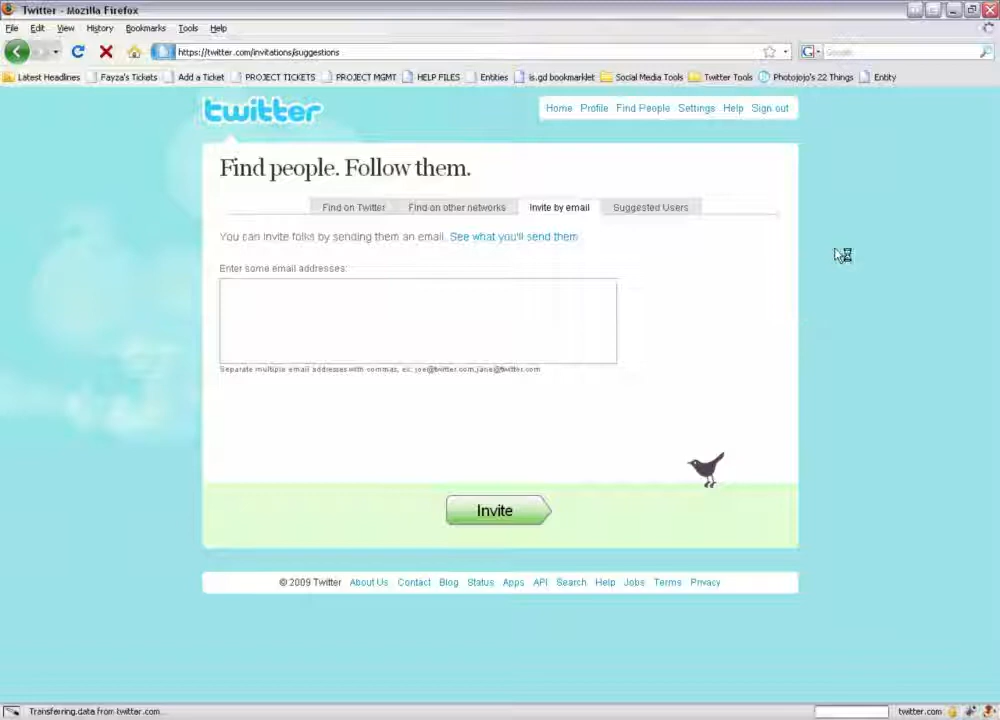 Twitter - Mozilla Firefox
File Edit View History Bookmarks Tools Help
https://twitter.com/invitations/suggestions
G Google
Latest Headlines Fayza's Tickets Add a Ticket PROJECT TICKETS PROJECT MGMT HELP FILES Entities is.gd bookmarklet Social Media Tools Twitter Tools Photojojo's 22 Things Entity
twitter
Home Profile Find People Settings Help Sign out
Find people. Follow them.
Find on Twitter Find on other networks Invite by email Suggested Users
You can invite folks by sending them an email. See what you'll send them
Enter some email addresses:
Separate multiple email addresses with commas, ex: joe@twitter.com,jane@twitter.com
Invite
© 2009 Twitter About Us Contact Blog Status Apps API Search Help Jobs Terms Privacy
Transferring data from twitter.com...
twitter.com